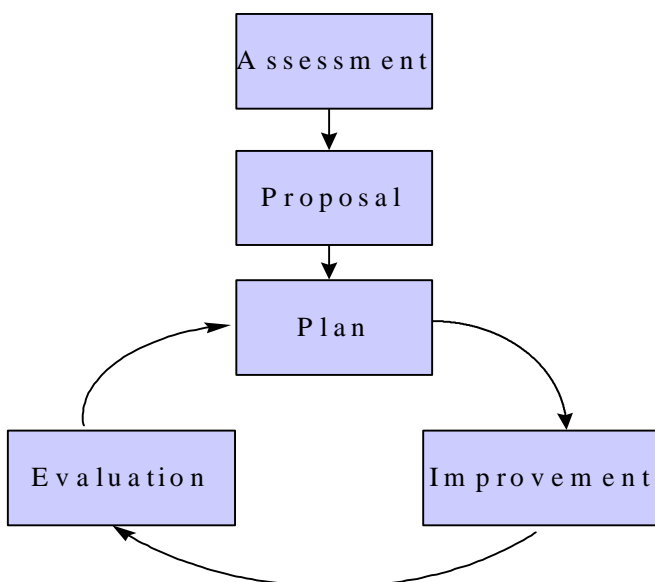 Assessment
Proposal
Plan
Evaluation
Improvement